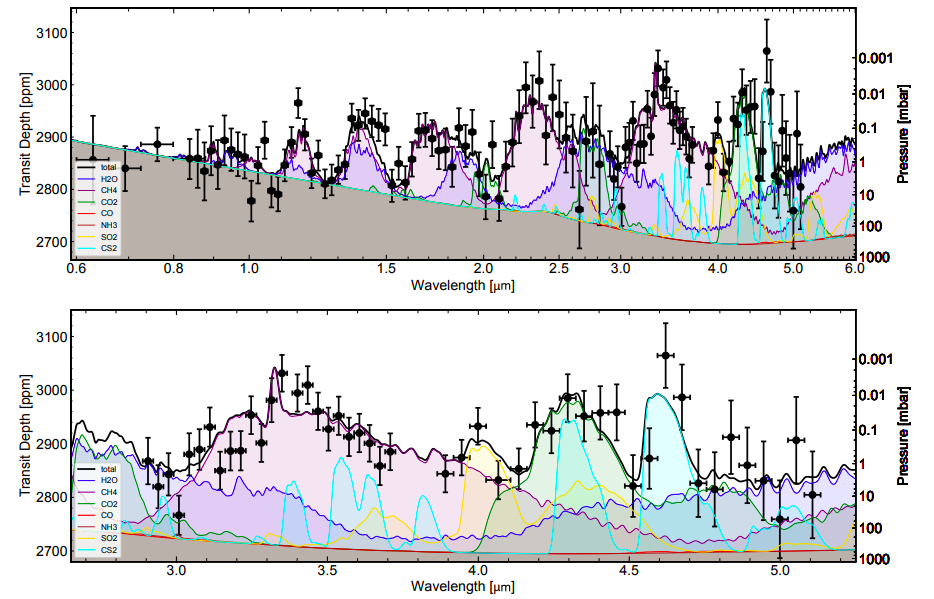 3100
3000
2900
2800
2700
Transit Depth [ppm]
total
H2O
CH4
CO2
CO
NH3
SO2
CS2
0.001
0.01
0.1
1
10
100
1000
Pressure [mbar]
0.6
0.8
1.0
1.5
2.0
2.5
3.0
4.0
5.0
6.0
Wavelength [μm]
3100
3000
2900
2800
2700
Transit Depth [ppm]
total
H2O
CH4
CO2
CO
NH3
SO2
CS2
0.001
0.01
0.1
1
10
100
1000
Pressure [mbar]
3.0
3.5
4.0
4.5
5.0
Wavelength [μm]